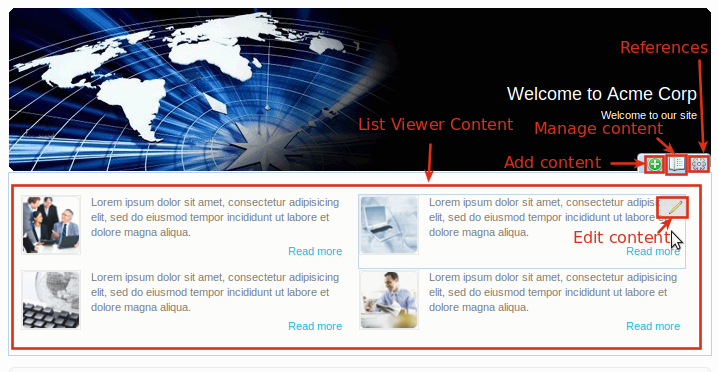 References
Welcome to Acme Corp
Welcome to our site
List Viewer Content
Manage content
Add content
Lorem ipsum dolor sit amet, consectetur adipisicing
elit, sed do eiusmod tempor incididunt ut labore et
dolore magna aliqua.
Read more
Lorem ipsum dolor sit amet, consectetur adipisicing
elit, sed do eiusmod tempor incididunt ut labore et
dolore magna aliqua.
Edit content
Read more
Lorem ipsum dolor sit amet, consectetur adipisicing
elit, sed do eiusmod tempor incididunt ut labore et
dolore magna aliqua.
Read more
Lorem ipsum dolor sit amet, consectetur adipisicing
elit, sed do eiusmod tempor incididunt ut labore et
dolore magna aliqua.
Read more